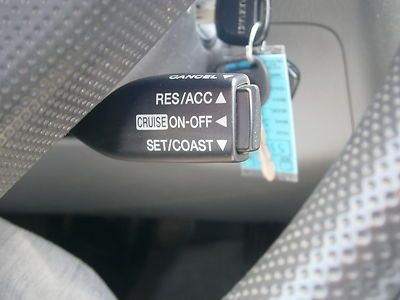 CANCEL
RES/ACC ▲
CRUISE ON-OFF ◀
SET/COAST ▼